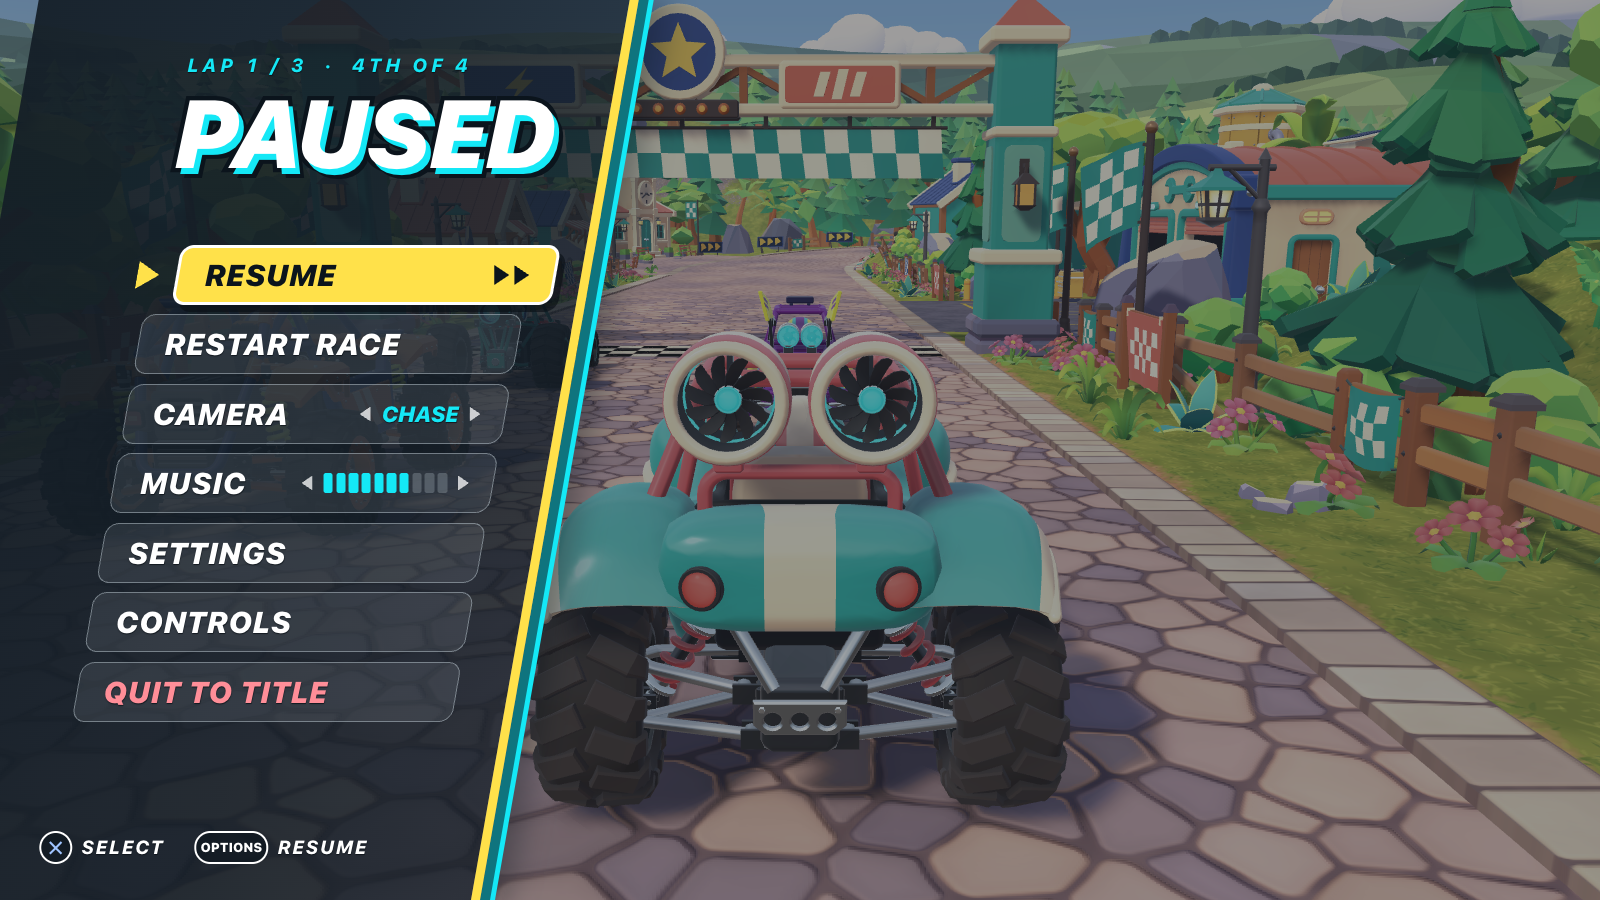 LAP 1 / 3 · 4TH OF 4
PAUSED
RESUME
RESTART RACE
CAMERA CHASE
MUSIC
SETTINGS
CONTROLS
QUIT TO TITLE
SELECT OPTIONS RESUME